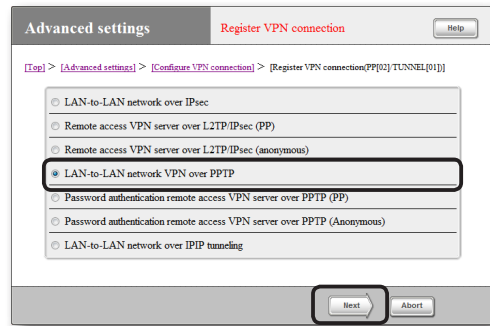 Advanced settings
Register VPN connection
Help
[Top] > [Advanced settings] > [Configure VPN connection] > [Register VPN connection(PP[02]/TUNNEL[01])]
LAN-to-LAN network over IPsec
Remote access VPN server over L2TP/IPsec (PP)
Remote access VPN server over L2TP/IPsec (anonymous)
LAN-to-LAN network VPN over PPTP
Password authentication remote access VPN server over PPTP (PP)
Password authentication remote access VPN server over PPTP (Anonymous)
LAN-to-LAN network over IPIP tunneling
Next
Abort